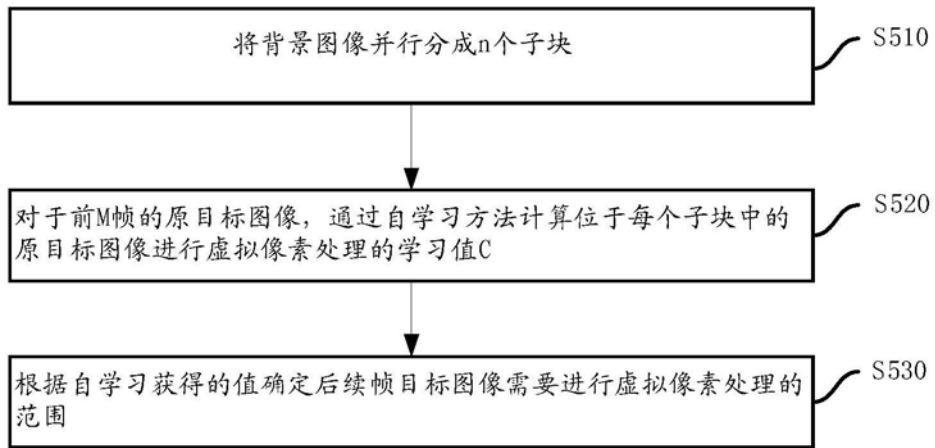 将背景图像并行分成n个子块
S510
对于前M帧的原目标图像，通过自学习方法计算位于每个子块中的
原目标图像进行虚拟像素处理的学习值C
S520
根据自学习获得的值确定后续帧目标图像需要进行虚拟像素处理的
范围
S530